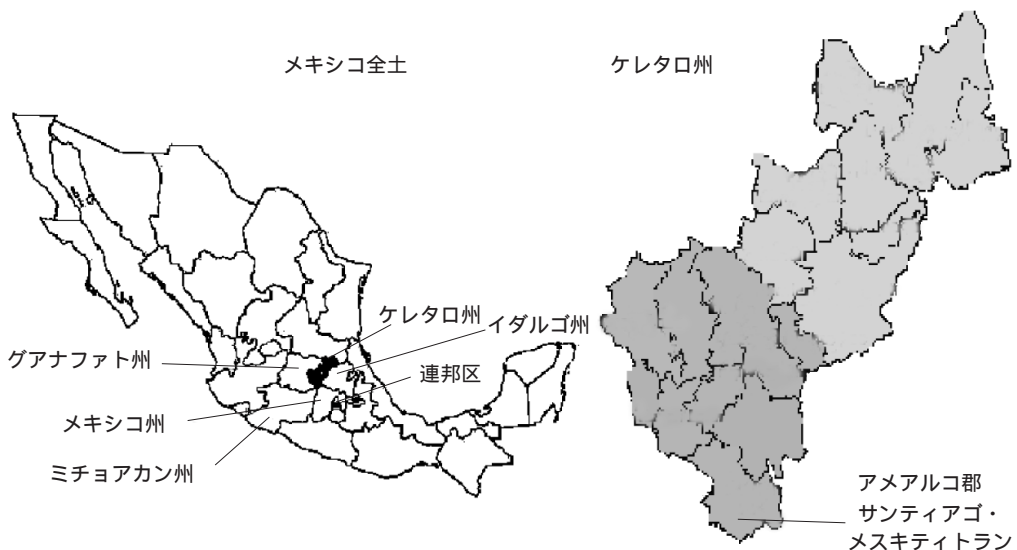 メキシコ全土
ケレタロ州
ケレタロ州
イダルゴ州
グアナファト州
連邦区
メキシコ州
ミチョアカン州
アメアルコ郡
サンティアゴ・
メスキティトラン